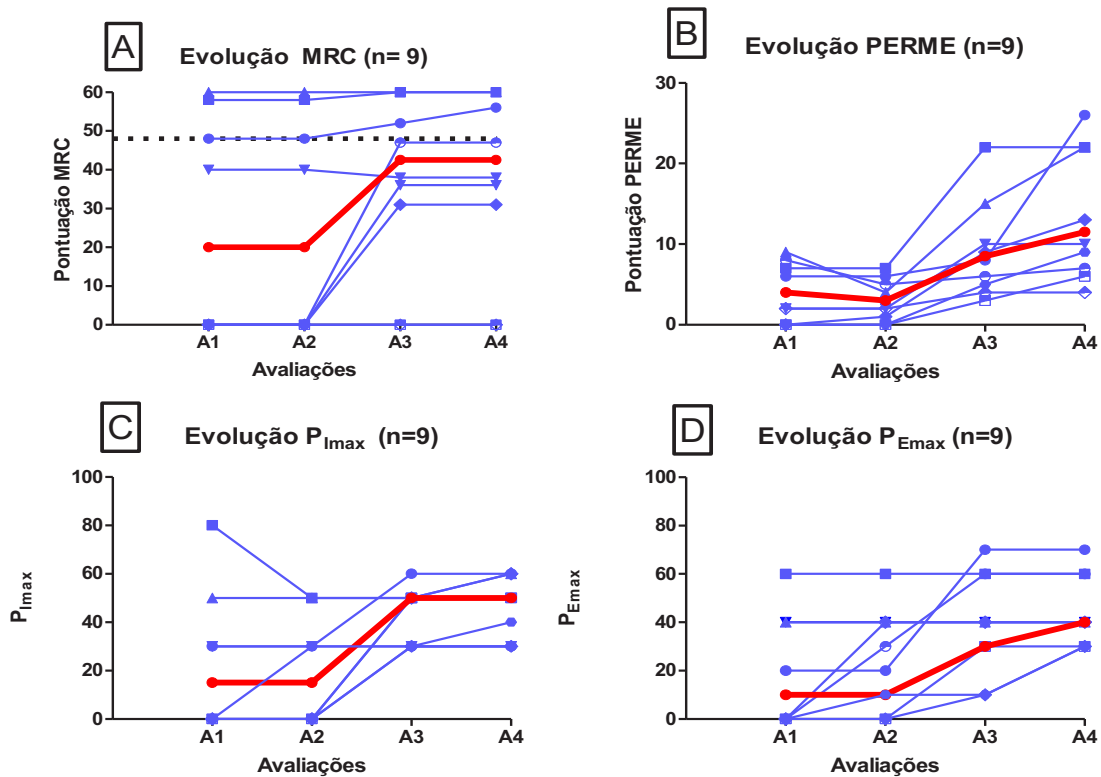 A
Evolução MRC (n= 9)
Pontuação MRC
60
50
40
30
20
10
0
A1 A2 A3 A4
Avaliações
B
Evolução PERME (n=9)
Pontuação PERME
30
20
10
0
A1 A2 A3 A4
Avaliações
C
Evolução PImax (n=9)
PImax
100
80
60
40
20
0
A1 A2 A3 A4
Avaliações
D
Evolução PEmax (n=9)
PEmax
100
80
60
40
20
0
A1 A2 A3 A4
Avaliações